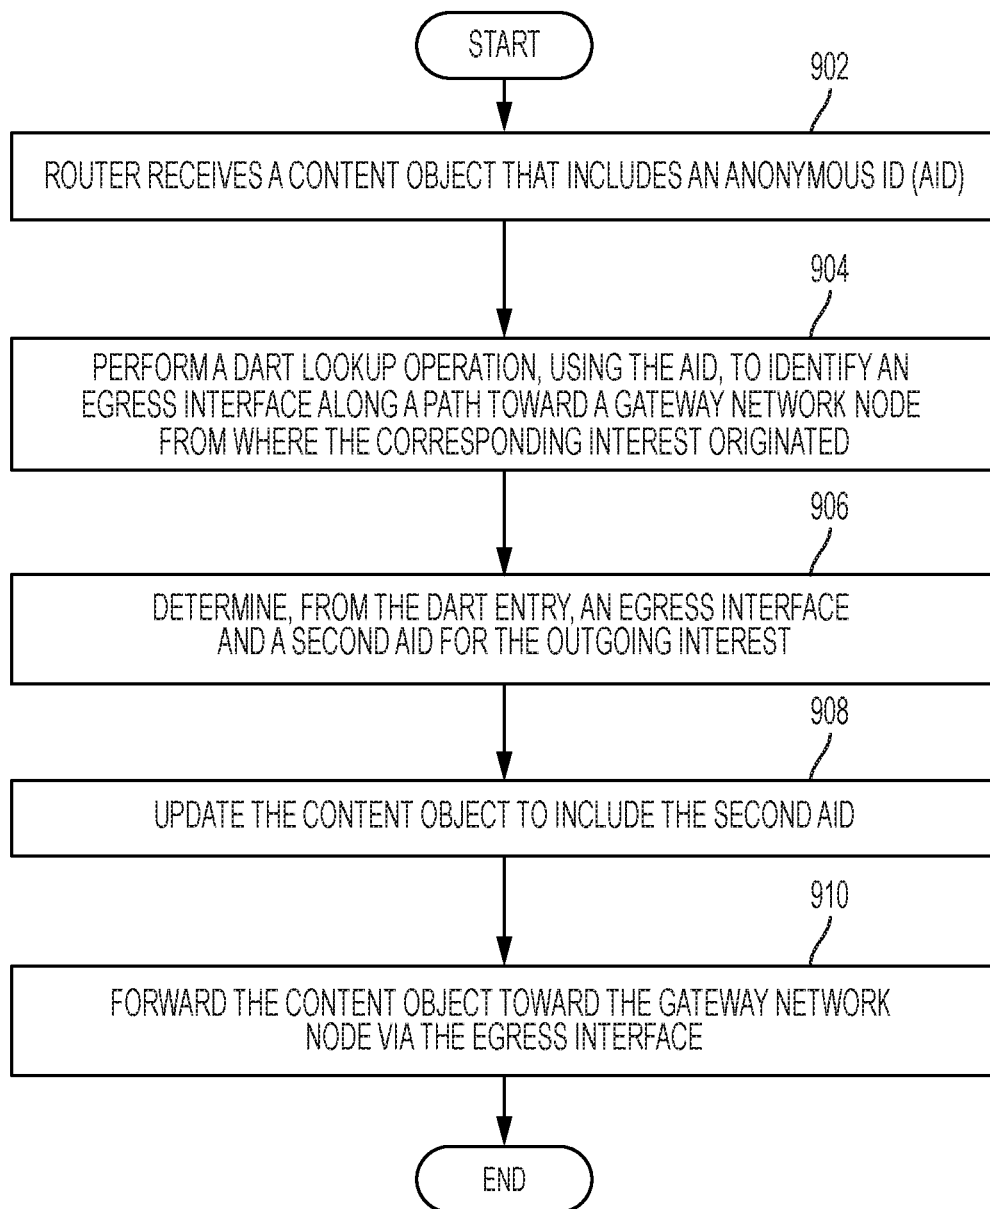 START
902
ROUTER RECEIVES A CONTENT OBJECT THAT INCLUDES AN ANONYMOUS ID (AID)
904
PERFORM A DART LOOKUP OPERATION, USING THE AID, TO IDENTIFY AN
EGRESS INTERFACE ALONG A PATH TOWARD A GATEWAY NETWORK NODE
FROM WHERE THE CORRESPONDING INTEREST ORIGINATED
906
DETERMINE, FROM THE DART ENTRY, AN EGRESS INTERFACE
AND A SECOND AID FOR THE OUTGOING INTEREST
908
UPDATE THE CONTENT OBJECT TO INCLUDE THE SECOND AID
910
FORWARD THE CONTENT OBJECT TOWARD THE GATEWAY NETWORK
NODE VIA THE EGRESS INTERFACE
END